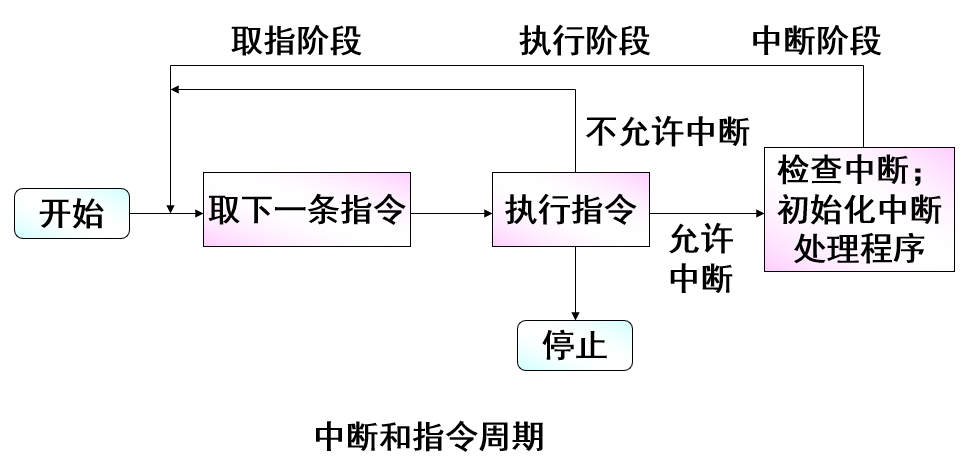 取指阶段
执行阶段
中断阶段
不允许中断
开始
取下一条指令
执行指令
允许
中断
检查中断；
初始化中断
处理程序
停止
中断和指令周期